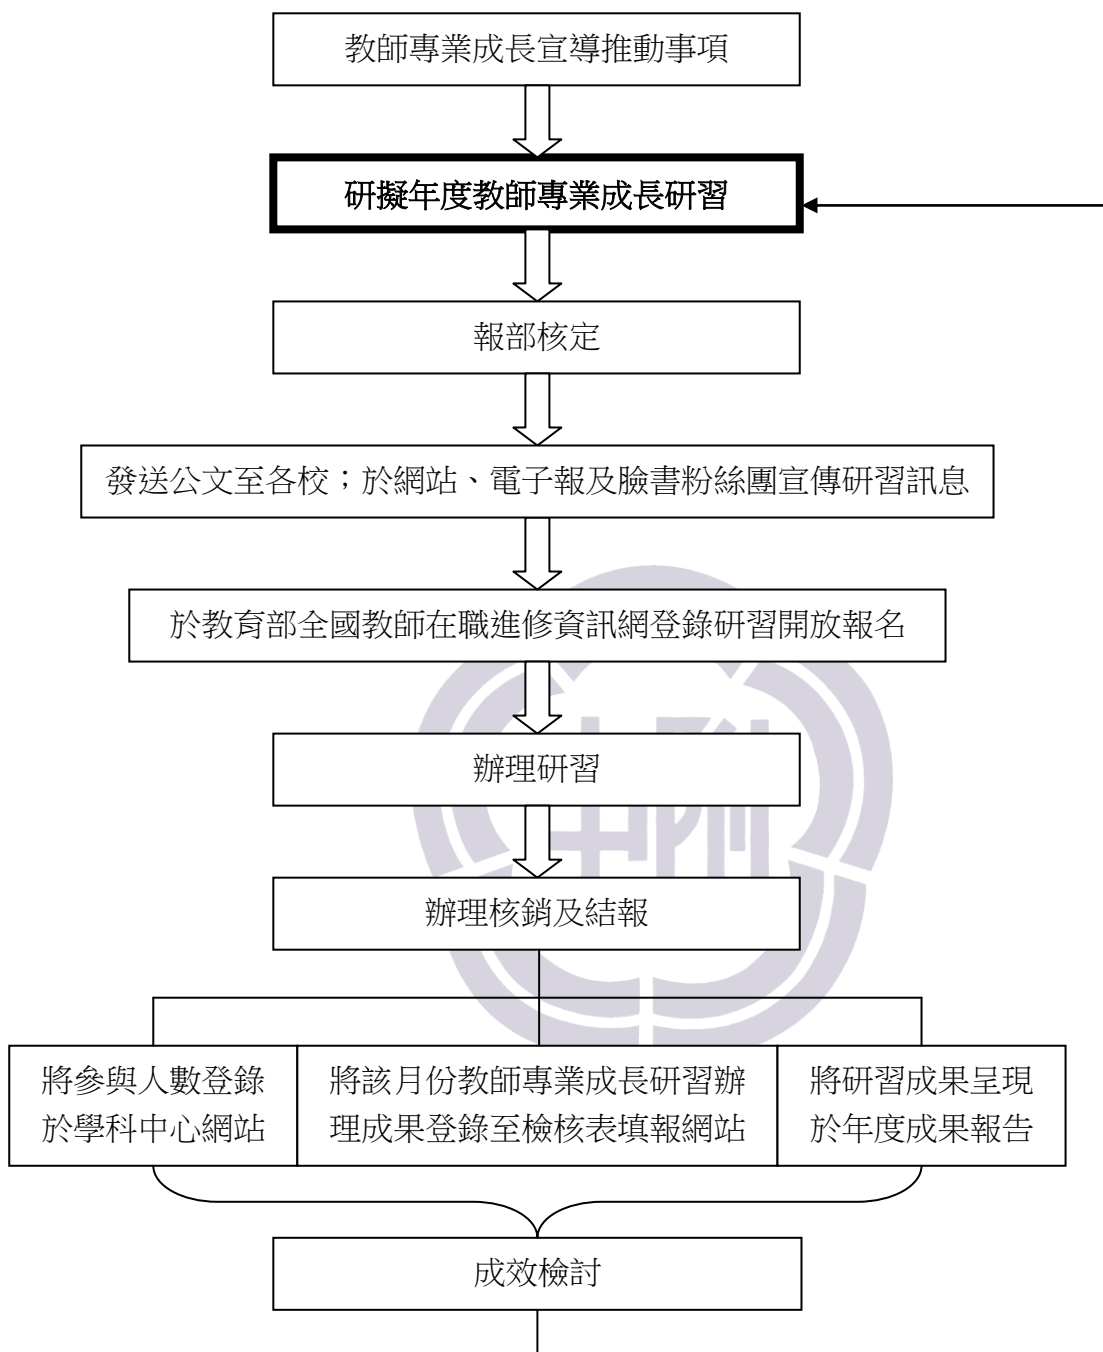 教師專業成長宣導推動事項
研擬年度教師專業成長研習
報部核定
發送公文至各校；於網站、電子報及臉書粉絲團宣傳研習訊息
於教育部全國教師在職進修資訊網登錄研習開放報名
辦理研習
辦理核銷及結報
將參與人數登錄
於學科中心網站
將該月份教師專業成長研習辦
理成果登錄至檢核表填報網站
將研習成果呈現
於年度成果報告
成效檢討